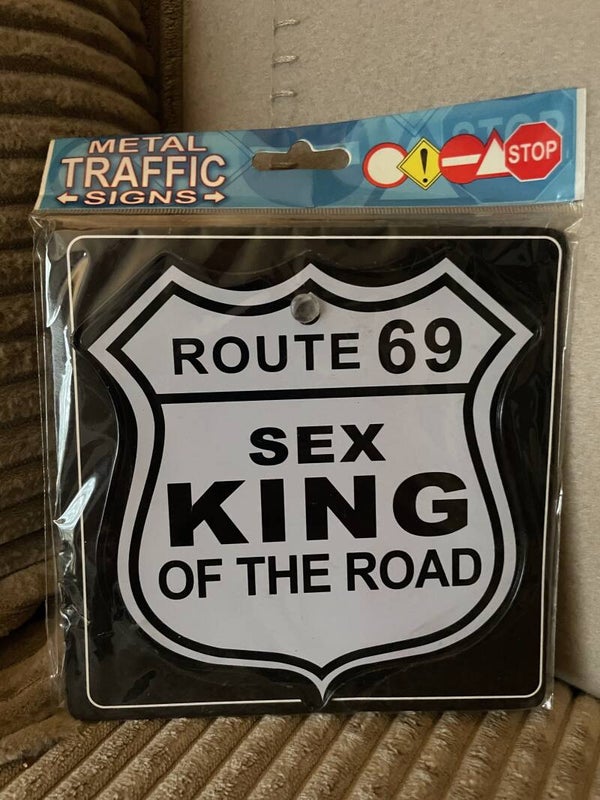 METAL
TRAFFIC
SIGNS
STOP
ROUTE 69
SEX
KING
OF THE ROAD